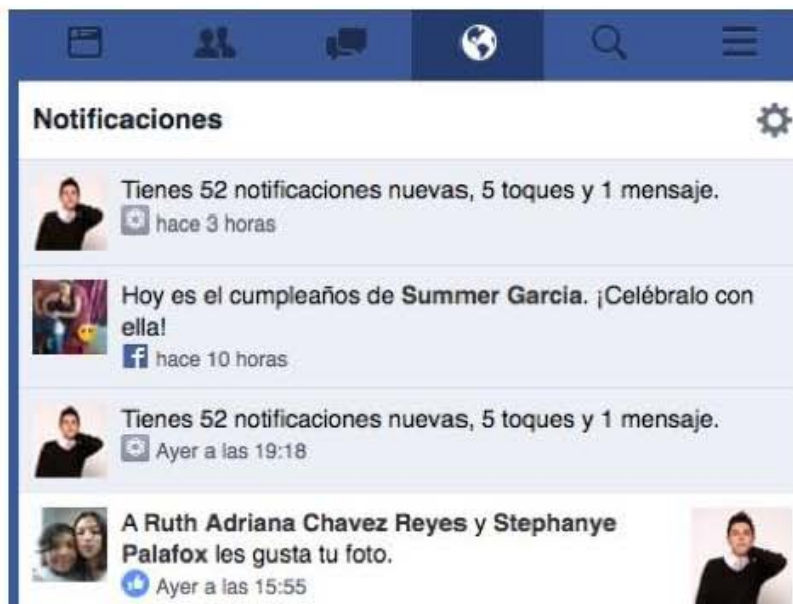 Notificaciones
Tienes 52 notificaciones nuevas, 5 toques y 1 mensaje.
hace 3 horas
Hoy es el cumpleaños de Summer Garcia. ¡Celébralo con
ella!
hace 10 horas
Tienes 52 notificaciones nuevas, 5 toques y 1 mensaje.
Ayer a las 19:18
A Ruth Adriana Chavez Reyes y Stephanye
Palafox les gusta tu foto.
Ayer a las 15:55